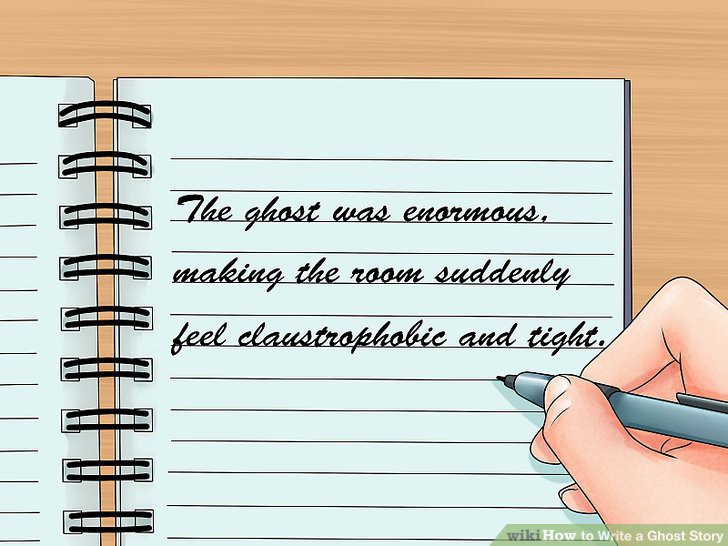 The ghost was enormous,
making the room suddenly
feel claustrophobic and tight.
wikiHow to Write a Ghost Story